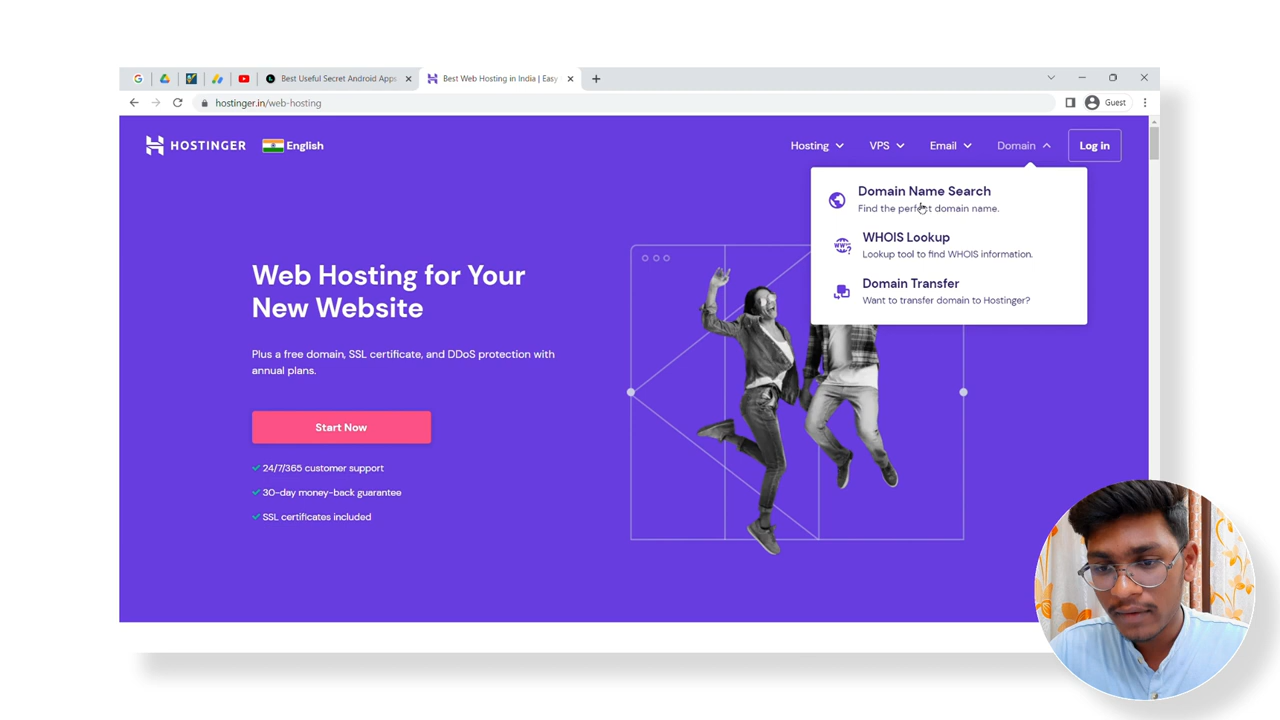 Best Useful Secret Android Apps
Best Web Hosting in India | Easy
hostinger.in/web-hosting
Guest
HOSTINGER
English
Hosting
VPS
Email
Domain
Log in
Domain Name Search
Find the perfect domain name.
WHOIS Lookup
Lookup tool to find WHOIS information.
Domain Transfer
Want to transfer domain to Hostinger?
Web Hosting for Your
New Website
Plus a free domain, SSL certificate, and DDoS protection with
annual plans.
Start Now
24/7/365 customer support
30-day money-back guarantee
SSL certificates included